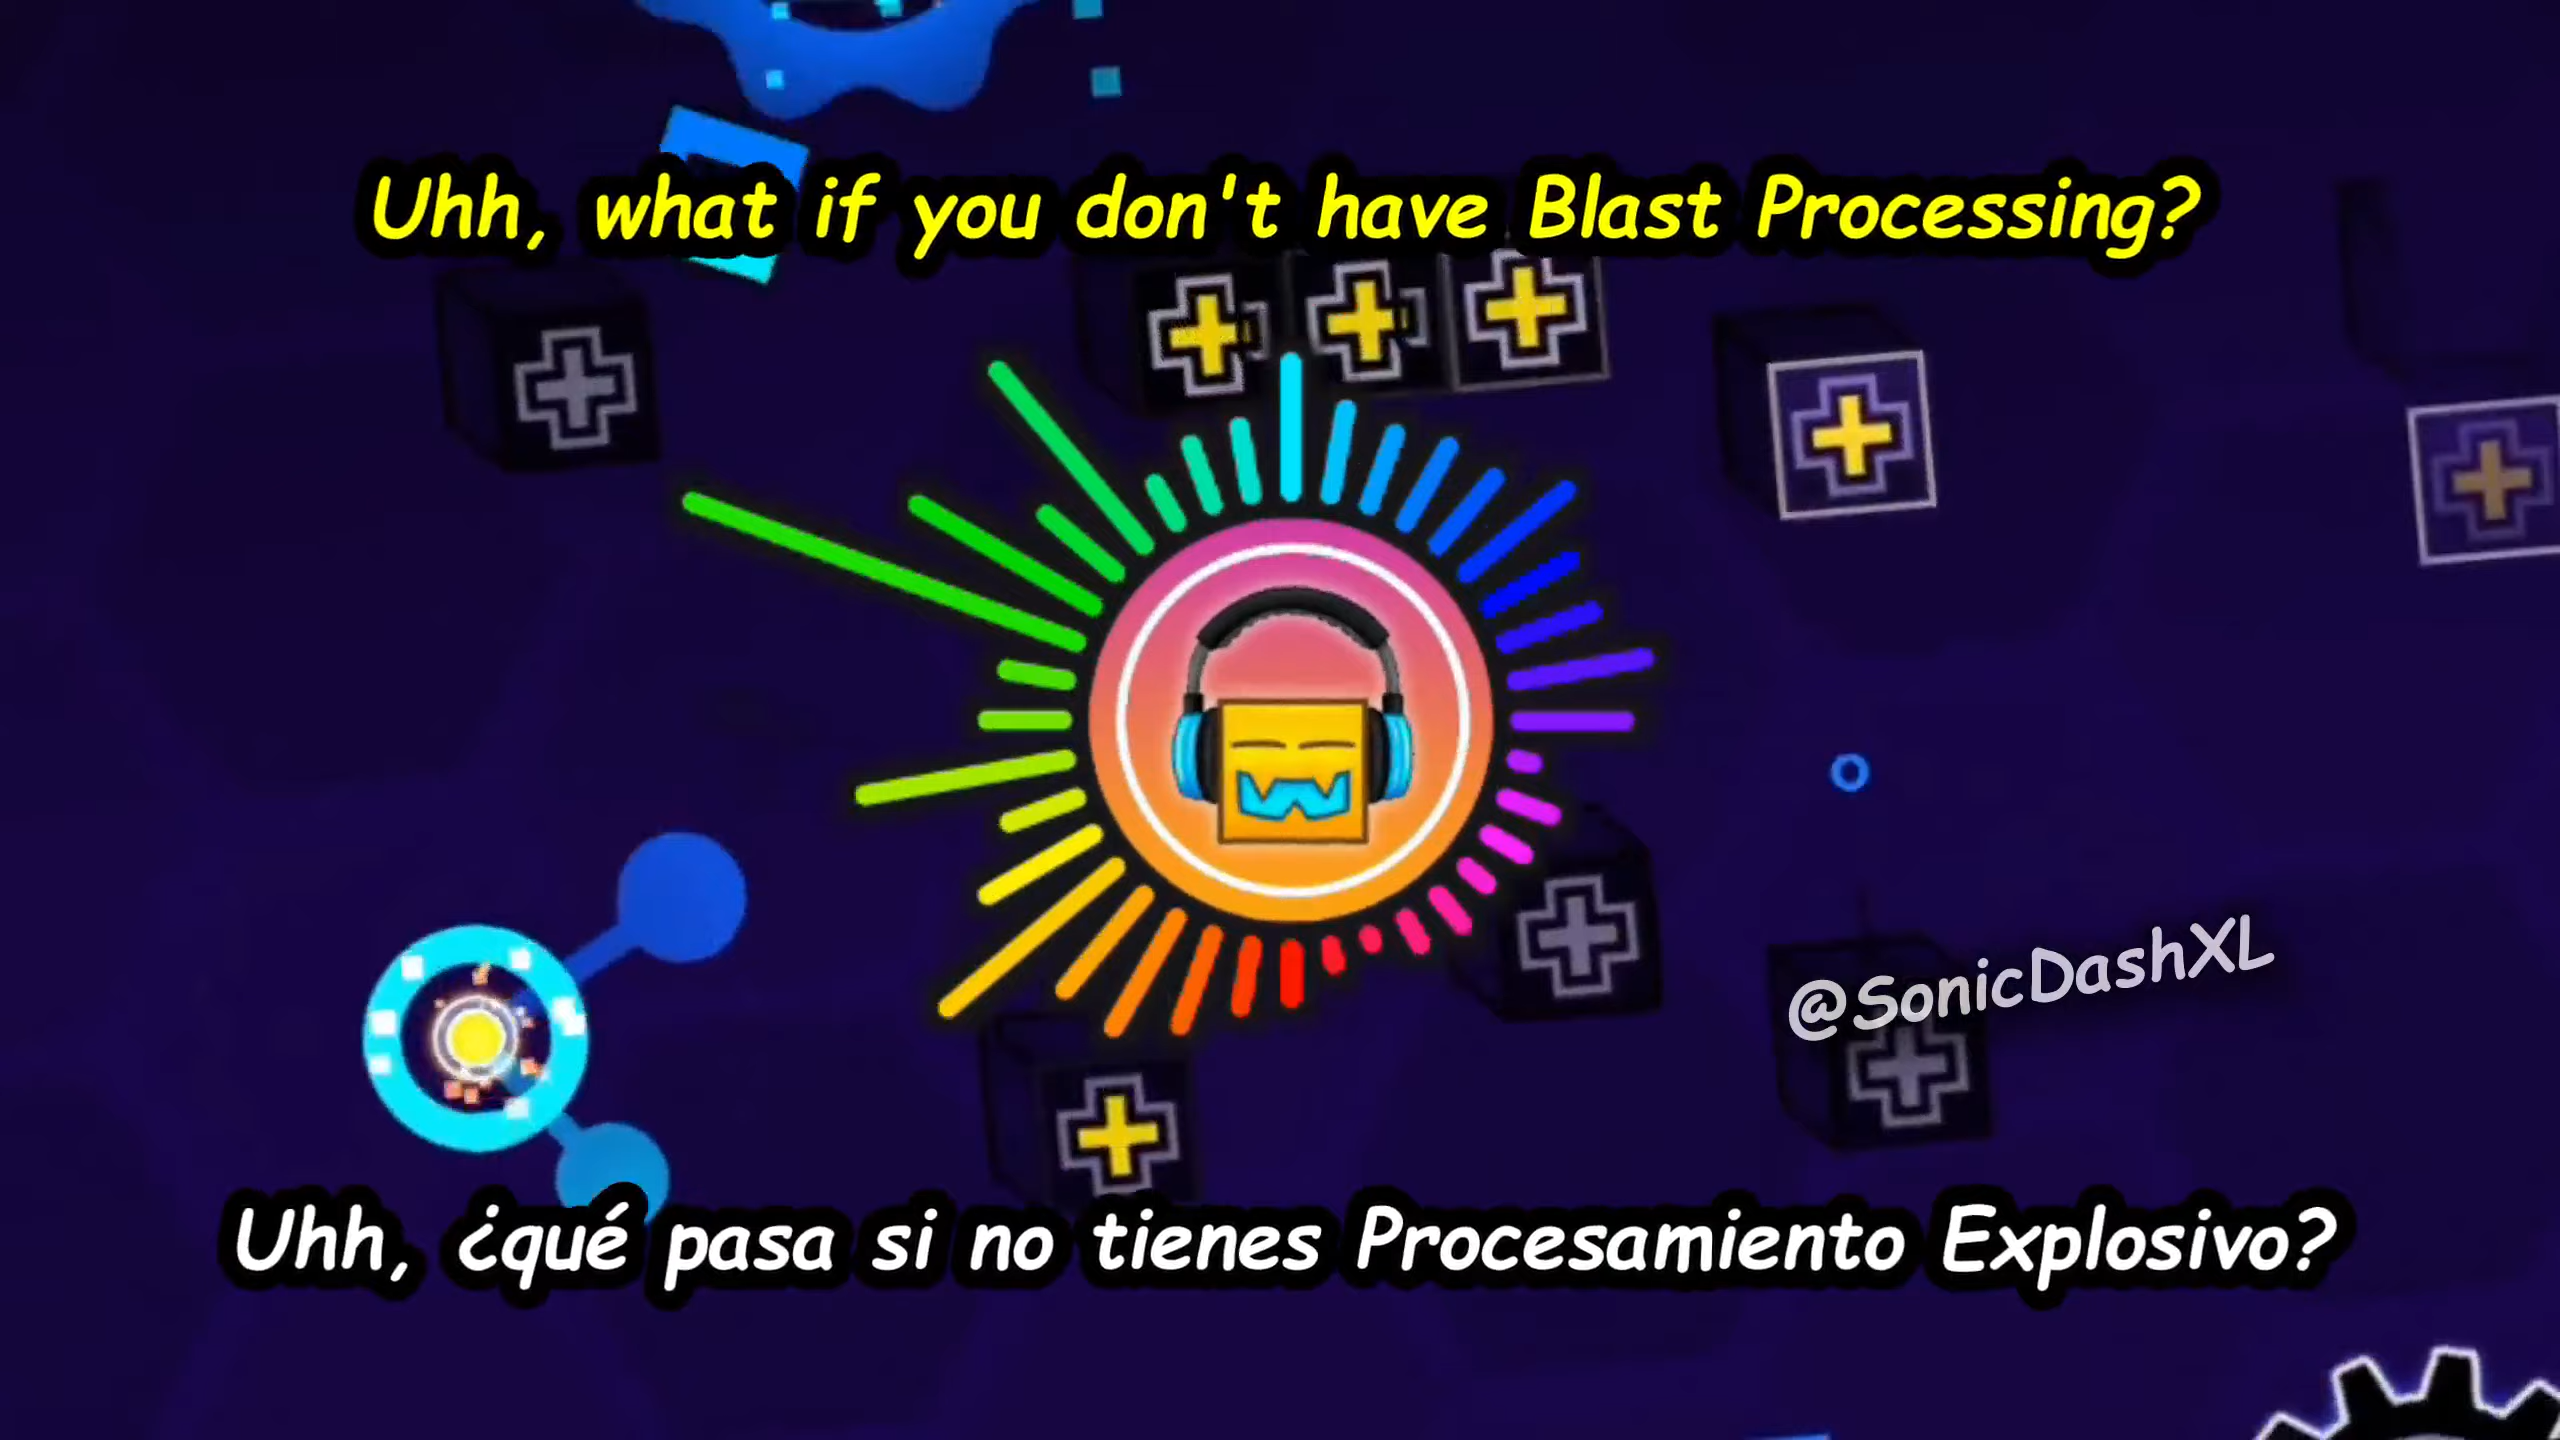 Uhh, what if you don't have Blast Processing?
@SonicDashXL
Uhh, ¿qué pasa si no tienes Procesamiento Explosivo?